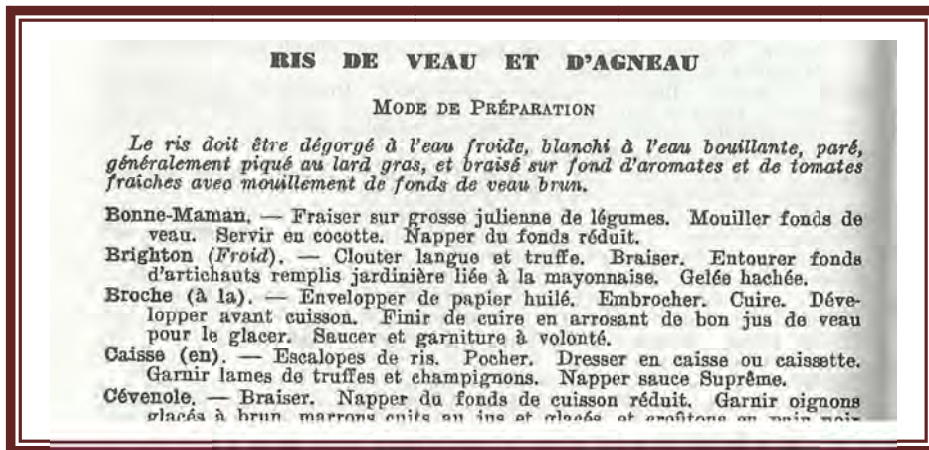 RIS DE VEAU ET D'AGNEAU
MODE DE PRÉPARATION
Le ris doit être dégorgé à l'eau froide, blanchi à l'eau bouillante, paré,
généralement piqué au lard gras, et braisé sur fond d'aromates et de tomates
fraiches avec mouillement de fonds de veau brun.
Bonne-Maman. — Fraiser sur grosse julienne de légumes. Mouiller fonds de
veau. Servir en cocotte. Napper du fonds réduit.
Brighton (Froid). — Clouter langue et truffe. Braiser. Entourer fonds
d'artichauts remplis jardinière liée à la mayonnaise. Gelée hachée.
Broche (à la). — Envelopper de papier huilé. Embrocher. Cuire. Déve-
lopper avant cuisson. Finir de cuire en arrosant de bon jus de veau
pour le glacer. Saucer et garniture à volonté.
Caisse (en). — Escalopes de ris. Pocher. Dresser en caisse ou caissette.
Garnir lames de truffes et champignons. Napper sauce Suprême.
Cévenole. — Braiser. Napper du fonds de cuisson réduit. Garnir oignons
glacés à brun, marrons cuits au jus et glacés, et croûtons en pain noir